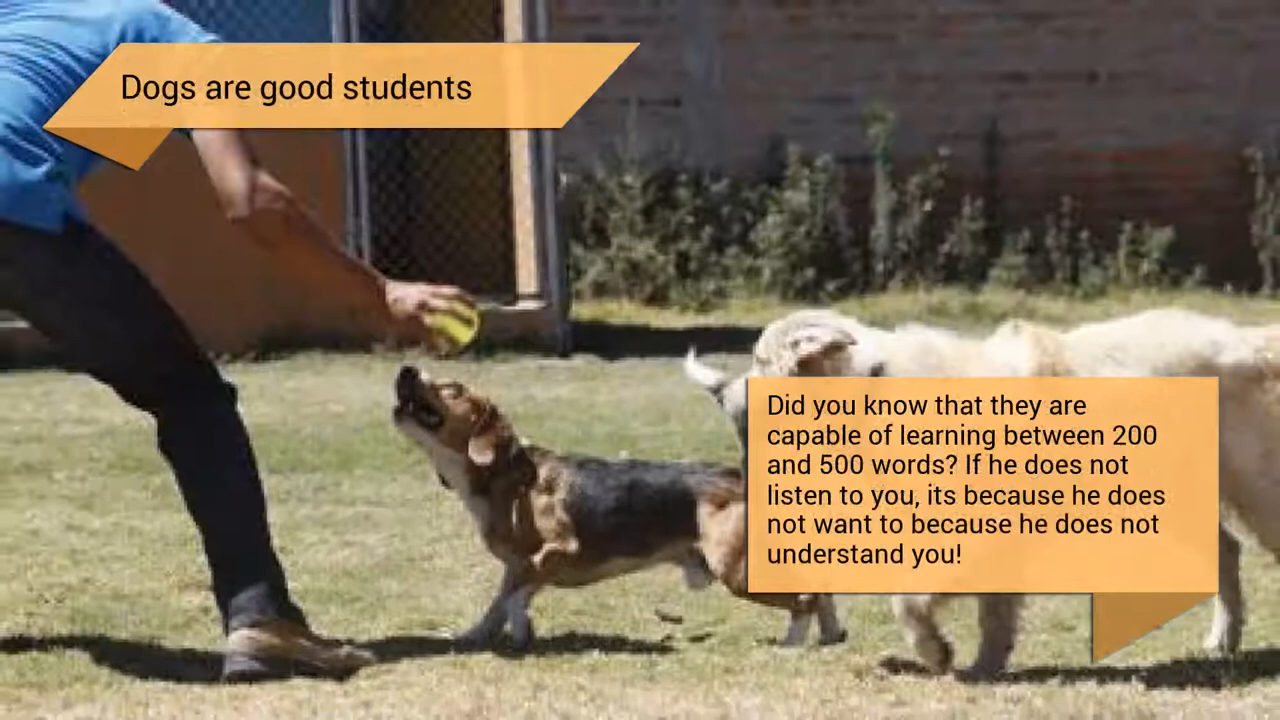 Dogs are good students
Did you know that they are
capable of learning between 200
and 500 words? If he does not
listen to you, its because he does
not want to because he does not
understand you!